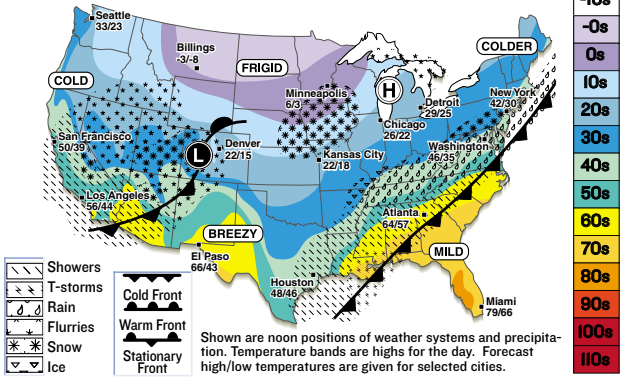 Seattle
33/23
Billings
-3/-8
FRIGID
COLDER
COLD
Minneapolis
6/3
H
Detroit
29/25
New York
42/30
Chicago
26/22
San Francisco
50/39
L
Denver
22/15
Kansas City
22/18
Washington
46/35
Los Angeles
56/44
Atlanta
64/57
BREEZY
El Paso
66/43
MILD
Houston
48/46
Miami
79/66
Showers
T-storms
Rain
Flurries
Snow
Ice
Cold Front
Warm Front
Stationary
Front
Shown are noon positions of weather systems and precipita-
tion. Temperature bands are highs for the day. Forecast
high/low temperatures are given for selected cities.
-10s
-0s
0s
10s
20s
30s
40s
50s
60s
70s
80s
90s
100s
110s